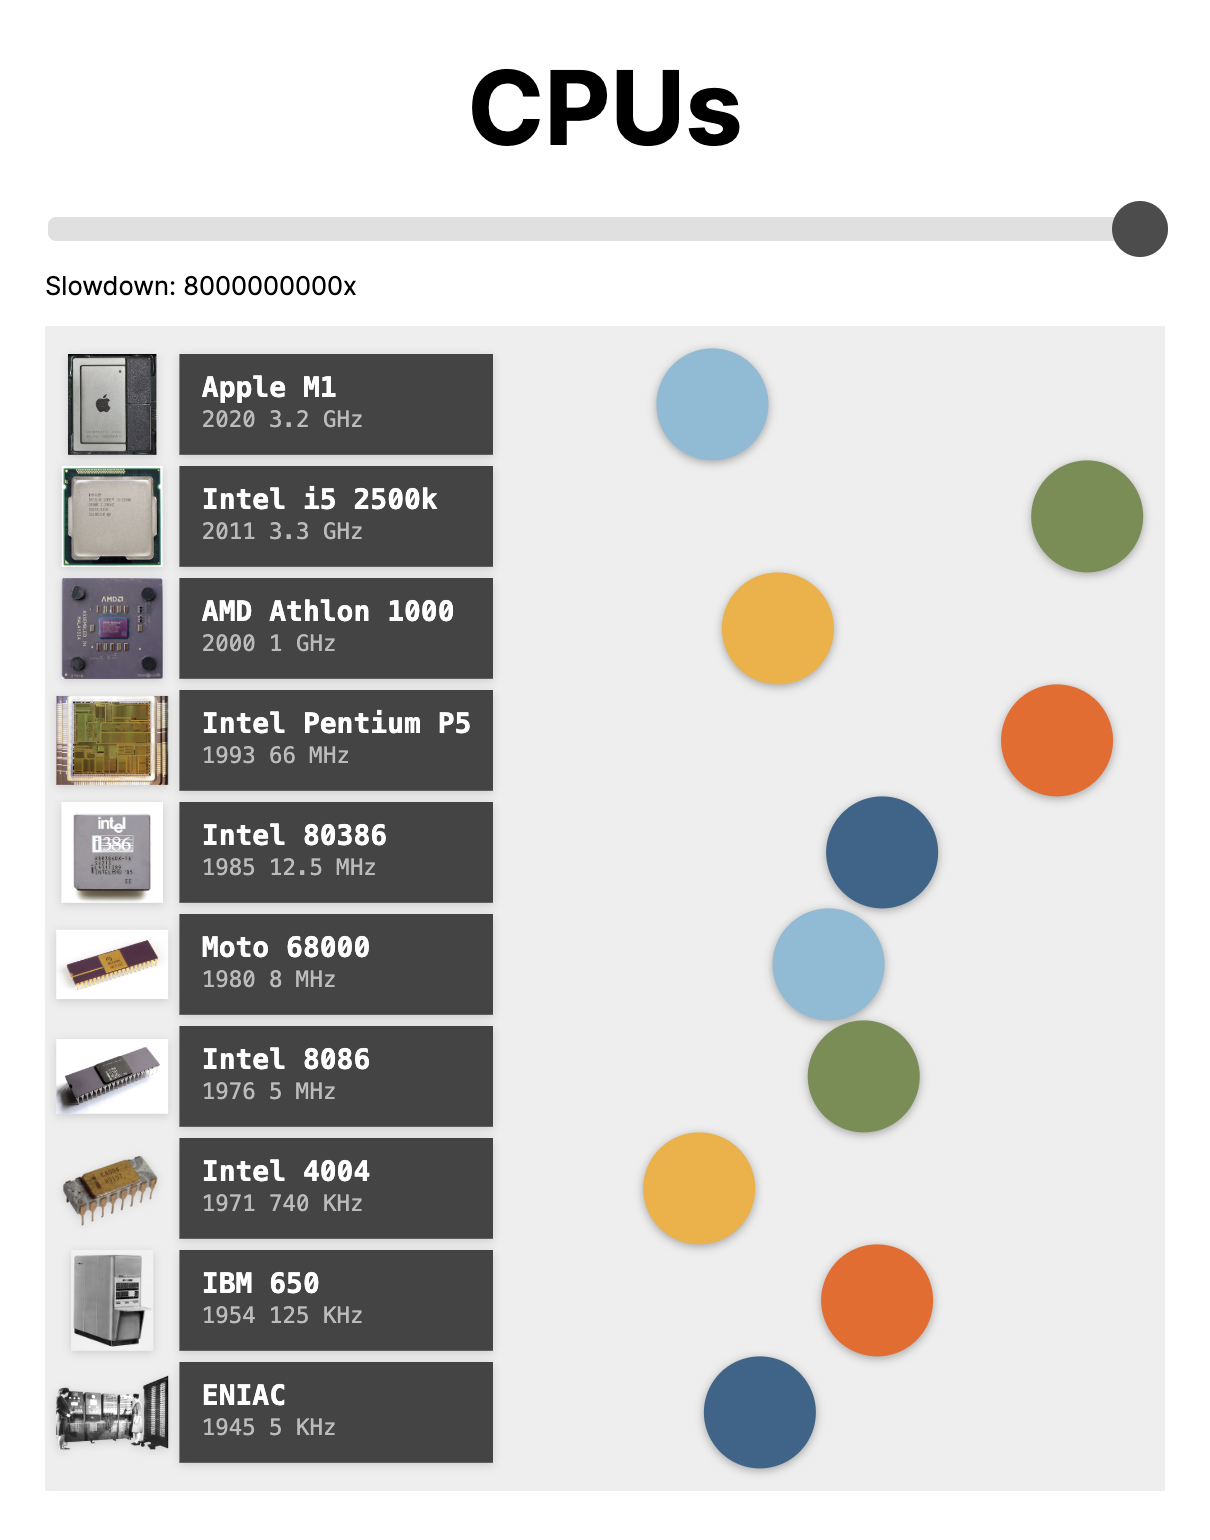 CPUs
Slowdown: 8000000000x
Apple M1
2020 3.2 GHz
Intel i5 2500k
2011 3.3 GHz
AMD
AMD Athlon 1000
2000 1 GHz
Intel Pentium P5
1993 66 MHz
intel
i386
Intel 80386
1985 12.5 MHz
Moto 68000
1980 8 MHz
Intel 8086
1976 5 MHz
Intel 4004
1971 740 KHz
IBM 650
1954 125 KHz
ENIAC
1945 5 KHz